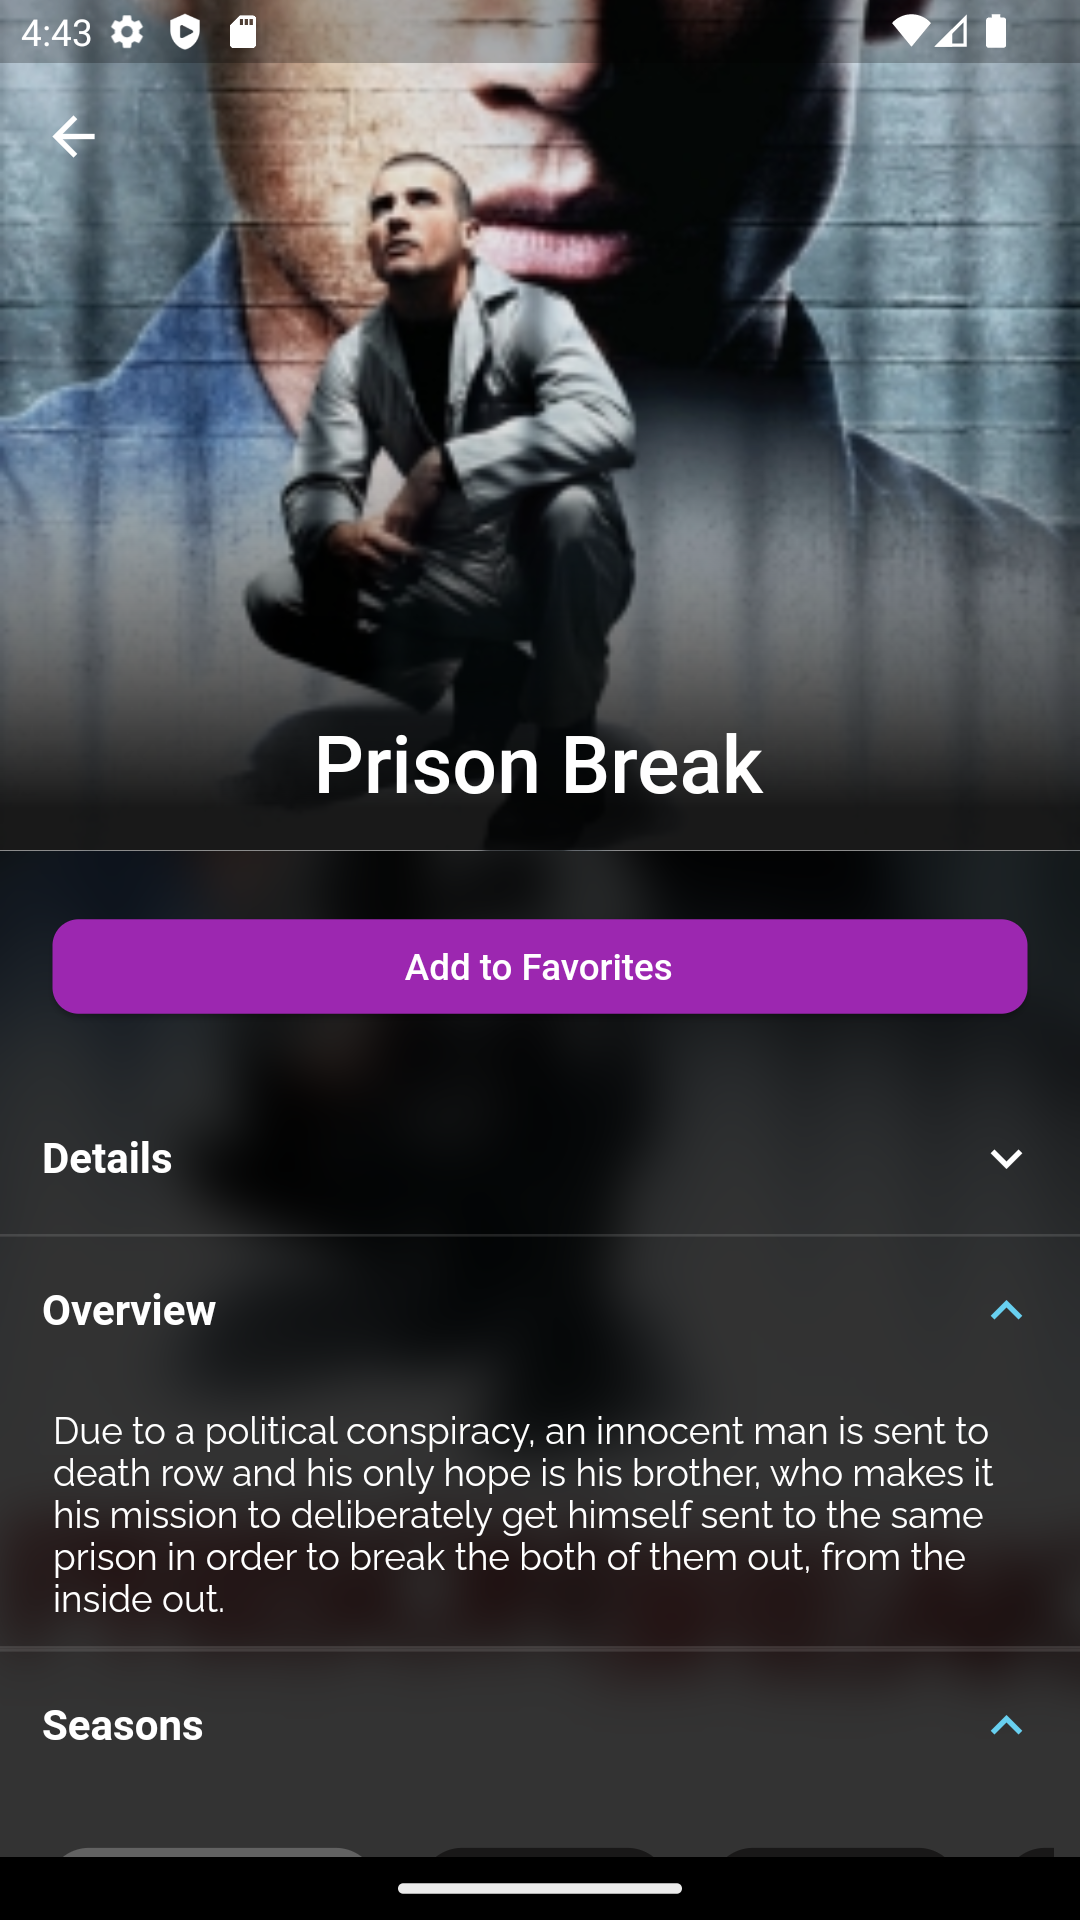 4:43
Prison Break
Add to Favorites
Details
Overview
Due to a political conspiracy, an innocent man is sent to
death row and his only hope is his brother, who makes it
his mission to deliberately get himself sent to the same
prison in order to break the both of them out, from the
inside out.
Seasons